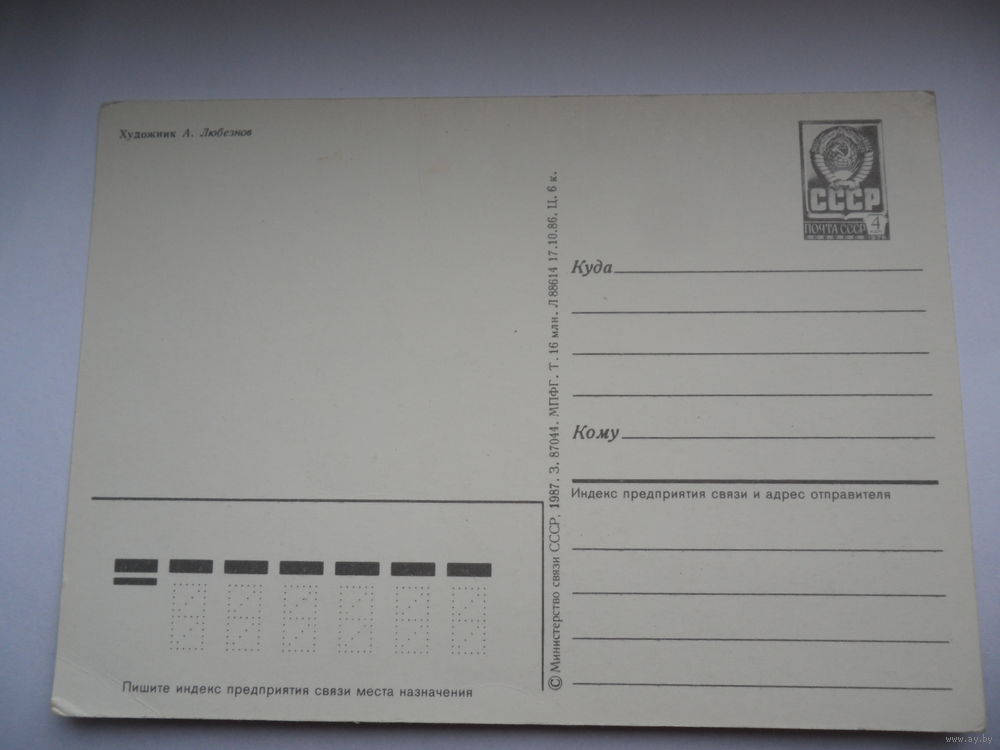 Художник А. Любезнов
СССР
ПОЧТА СССР
4
Куда
Кому
Индекс предприятия связи и адрес отправителя
© Министерство связи СССР, 1987. З. 87044. МПФГ. Т. 16 млн. Л 88614 17.10.86. Ц. 6 к.
Пишите индекс предприятия связи места назначения
www.ay.by